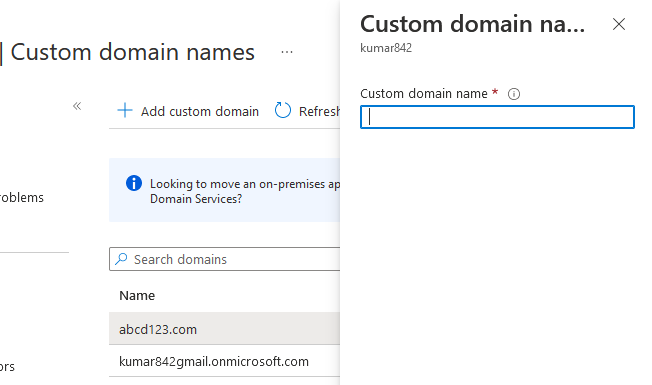 Custom domain names
...
Custom domain na...
kumar842
Custom domain name *
Add custom domain
Refresh
Looking to move an on-premises ap
Domain Services?
roblems
Search domains
Name
abcd123.com
ors
kumar842gmail.onmicrosoft.com